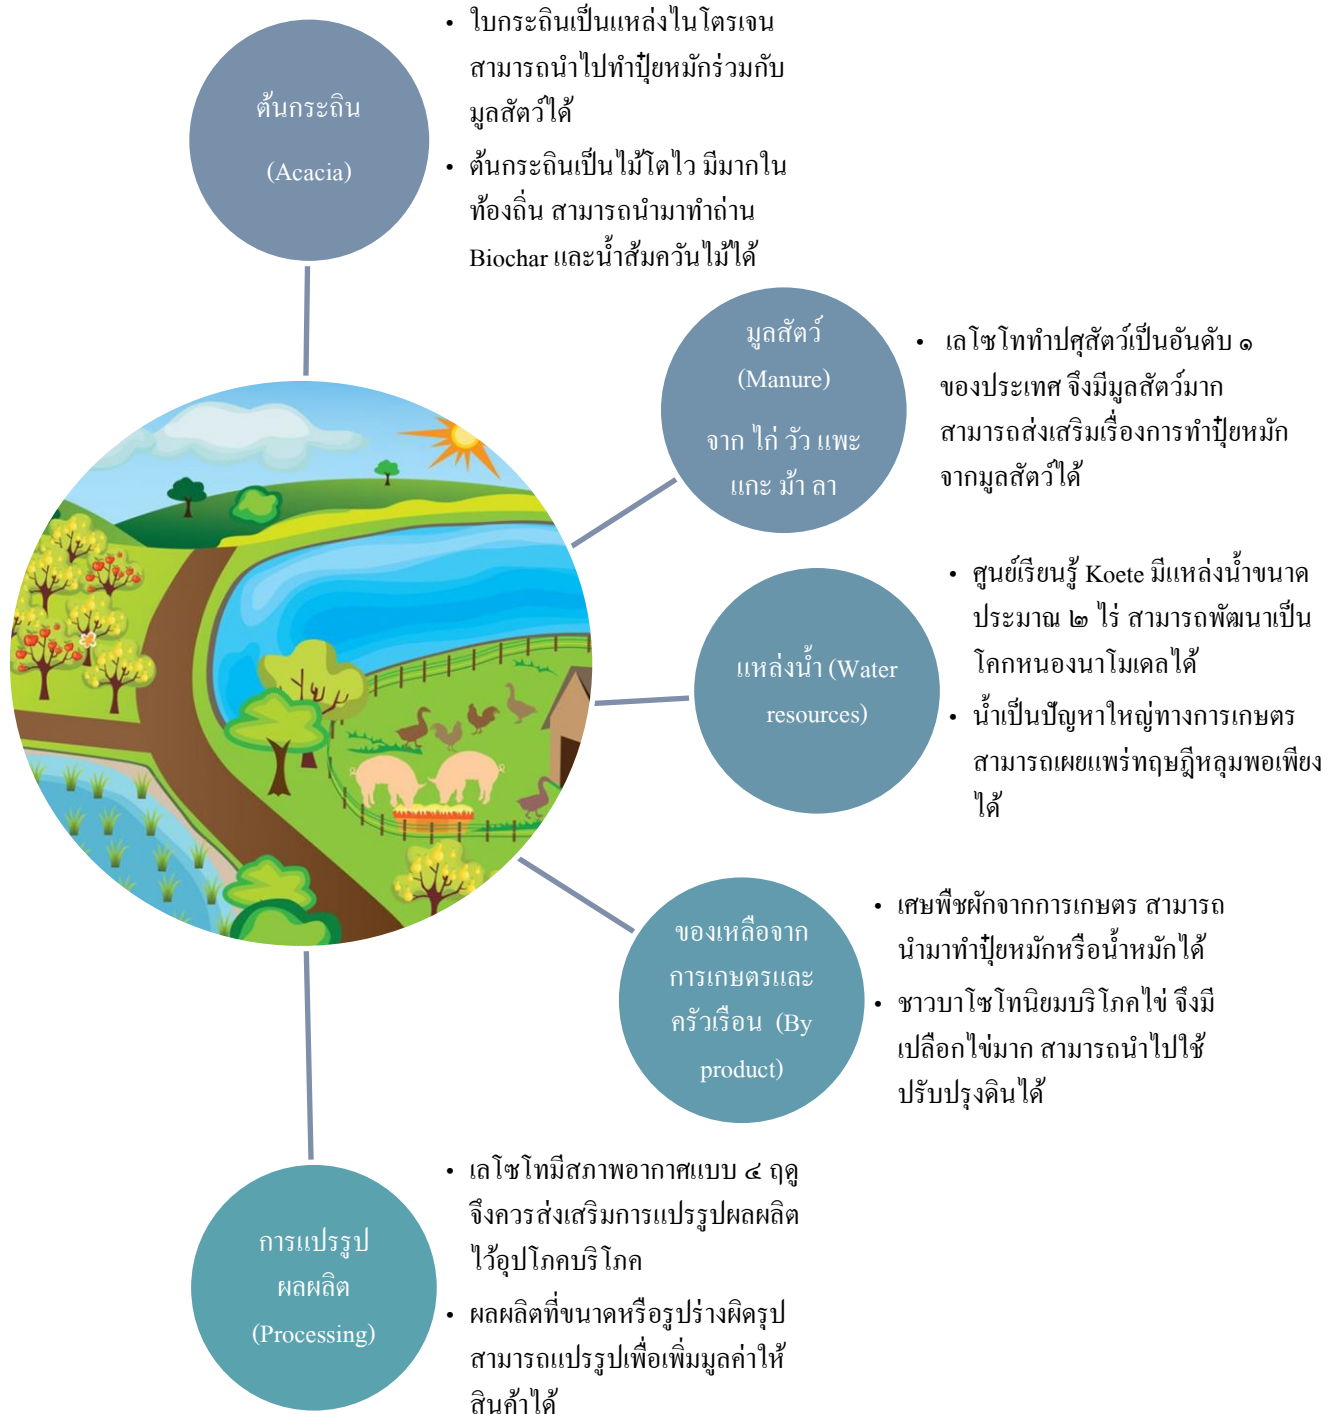 ต้นกระถิน
(Acacia)
• ใบกระถินเป็นแหล่งไนโตรเจน
สามารถนำไปทำปุ๋ยหมักร่วมกับ
มูลสัตว์ได้
• ต้นกระถินเป็นไม้โตไว มีมากใน
ท้องถิ่น สามารถนำมาทำถ่าน
Biochar และน้ำส้มควันไม้ได้
มูลสัตว์
(Manure)
จาก ไก่ วัว แพะ
แกะ ม้า ลา
• เลโซโททำปศุสัตว์เป็นอันดับ ๑
ของประเทศ จึงมีมูลสัตว์มาก
สามารถส่งเสริมเรื่องการทำปุ๋ยหมัก
จากมูลสัตว์ได้
แหล่งน้ำ (Water
resources)
• ศูนย์เรียนรู้ Koete มีแหล่งน้ำขนาด
ประมาณ ๒ ไร่ สามารถพัฒนาเป็น
โคกหนองนาโมเดลได้
• น้ำเป็นปัญหาใหญ่ทางการเกษตร
สามารถเผยแพร่ทฤษฎีหลุมพอเพียง
ได้
ของเหลือจาก
การเกษตรและ
ครัวเรือน (By
product)
• เศษพืชผักจากการเกษตร สามารถ
นำมาทำปุ๋ยหมักหรือน้ำหมักได้
• ชาวบาโซโทนิยมบริโภคไข่ จึงมี
เปลือกไข่มาก สามารถนำไปใช้
ปรับปรุงดินได้
การแปรรูป
ผลผลิต
(Processing)
• เลโซโทมีสภาพอากาศแบบ ๔ ฤดู
จึงควรส่งเสริมการแปรรูปผลผลิต
ไว้อุปโภคบริโภค
• ผลผลิตที่ขนาดหรือรูปร่างผิดรุป
สามารถแปรรูปเพื่อเพิ่มมูลค่าให้
สินค้าได้